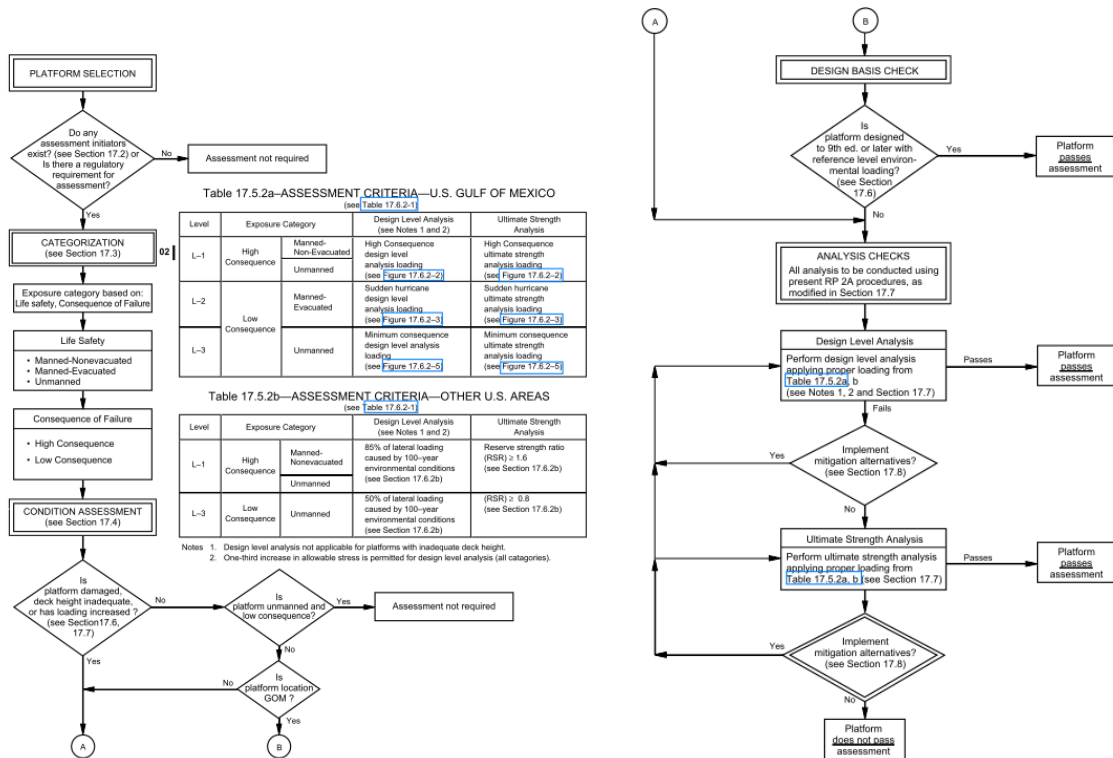 PLATFORM SELECTION
Do any
assessment initiators
exist? (see Section 17.2) or
Is there a regulatory
requirement for
assessment?
No
Assessment not required
Yes
CATEGORIZATION
(see Section 17.3)
Exposure category based on:
Life safety, Consequence of Failure
Life Safety
• Manned-Nonevacuated
• Manned-Evacuated
• Unmanned
Consequence of Failure
• High Consequence
• Low Consequence
CONDITION ASSESSMENT
(see Section 17.4)
Is
platform damaged,
deck height inadequate,
or has loading increased ?
(see Section17.6,
17.7)
No
Yes
Is
platform unmanned and
low consequence?
Yes
Assessment not required
No
Is
platform location
GOM ?
No
Yes
A
B
Table 17.5.2a–ASSESSMENT CRITERIA—U.S. GULF OF MEXICO
(see Table 17.6.2-1)
02
Level
Exposure Category
Design Level Analysis
(see Notes 1 and 2)
Ultimate Strength
Analysis
L–1
High
Consequence
Manned-
Non-Evacuated
Unmanned
High Consequence
design level
analysis loading
(see Figure 17.6.2–2)
High Consequence
ultimate strength
analysis loading
(see Figure 17.6.2–2)
L–2
Low
Consequence
Manned-
Evacuated
Sudden hurricane
design level
analysis loading
(see Figure 17.6.2–3)
Sudden hurricane
ultimate strength
analysis loading
(see Figure 17.6.2–3)
L–3
Unmanned
Minimum consequence
design level analysis
loading
(see Figure 17.6.2–5)
Minimum consequence
ultimate strength
analysis loading
(see Figure 17.6.2–5)
Table 17.5.2b—ASSESSMENT CRITERIA—OTHER U.S. AREAS
(see Table 17.6.2-1)
Level
Exposure Category
Design Level Analysis
(see Notes 1 and 2)
Ultimate Strength
Analysis
L–1
High
Consequence
Manned-
Nonevacuated
Unmanned
85% of lateral loading
caused by 100–year
environmental conditions
(see Section 17.6.2b)
Reserve strength ratio
(RSR) ≥ 1.6
(see Section 17.6.2b)
L–3
Low
Consequence
Unmanned
50% of lateral loading
caused by 100–year
environmental conditions
(see Section 17.6.2b)
(RSR) ≥ 0.8
(see Section 17.6.2b)
Notes 1. Design level analysis not applicable for platforms with inadequate deck height.
2. One-third increase in allowable stress is permitted for design level analysis (all catagories).
A
B
DESIGN BASIS CHECK
Is
platform designed
to 9th ed. or later with
reference level environ-
mental loading?
(see Section
17.6)
Yes
Platform
passes
assessment
No
ANALYSIS CHECKS
All analysis to be conducted using
present RP 2A procedures, as
modified in Section 17.7
Design Level Analysis
Perform design level analysis
applying proper loading from
Table 17.5.2a, b
(see Notes 1, 2 and Section 17.7)
Passes
Platform
passes
assessment
Fails
Implement
mitigation alternatives?
(see Section 17.8)
Yes
No
Ultimate Strength Analysis
Perform ultimate strength analysis
applying proper loading from
Table 17.5.2a, b (see Section 17.7)
Passes
Platform
passes
assessment
Implement
mitigation alternatives?
(see Section 17.8)
Yes
No
Platform
does not pass
assessment